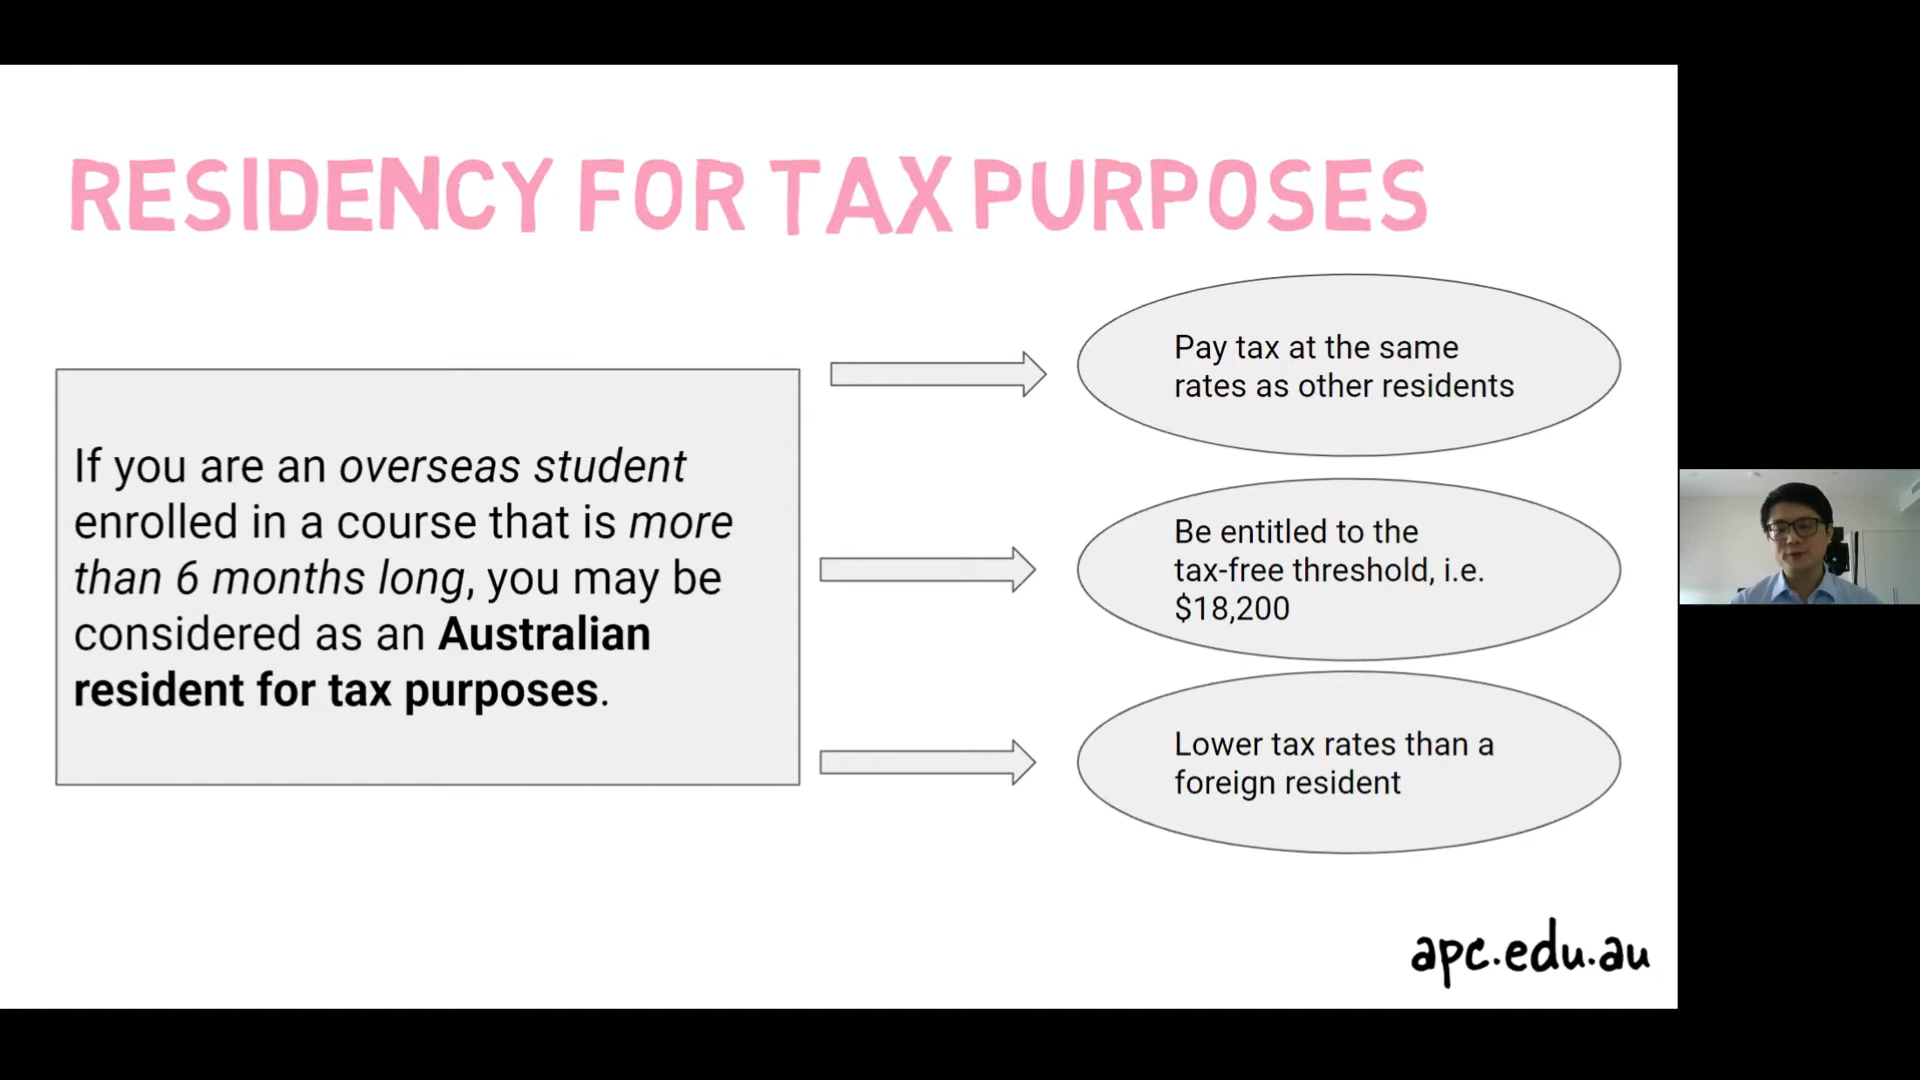 RESIDENCY FOR TAX PURPOSES
If you are an overseas student
enrolled in a course that is more
than 6 months long, you may be
considered as an Australian
resident for tax purposes.
Pay tax at the same
rates as other residents
Be entitled to the
tax-free threshold, i.e.
$18,200
Lower tax rates than a
foreign resident
apc.edu.au